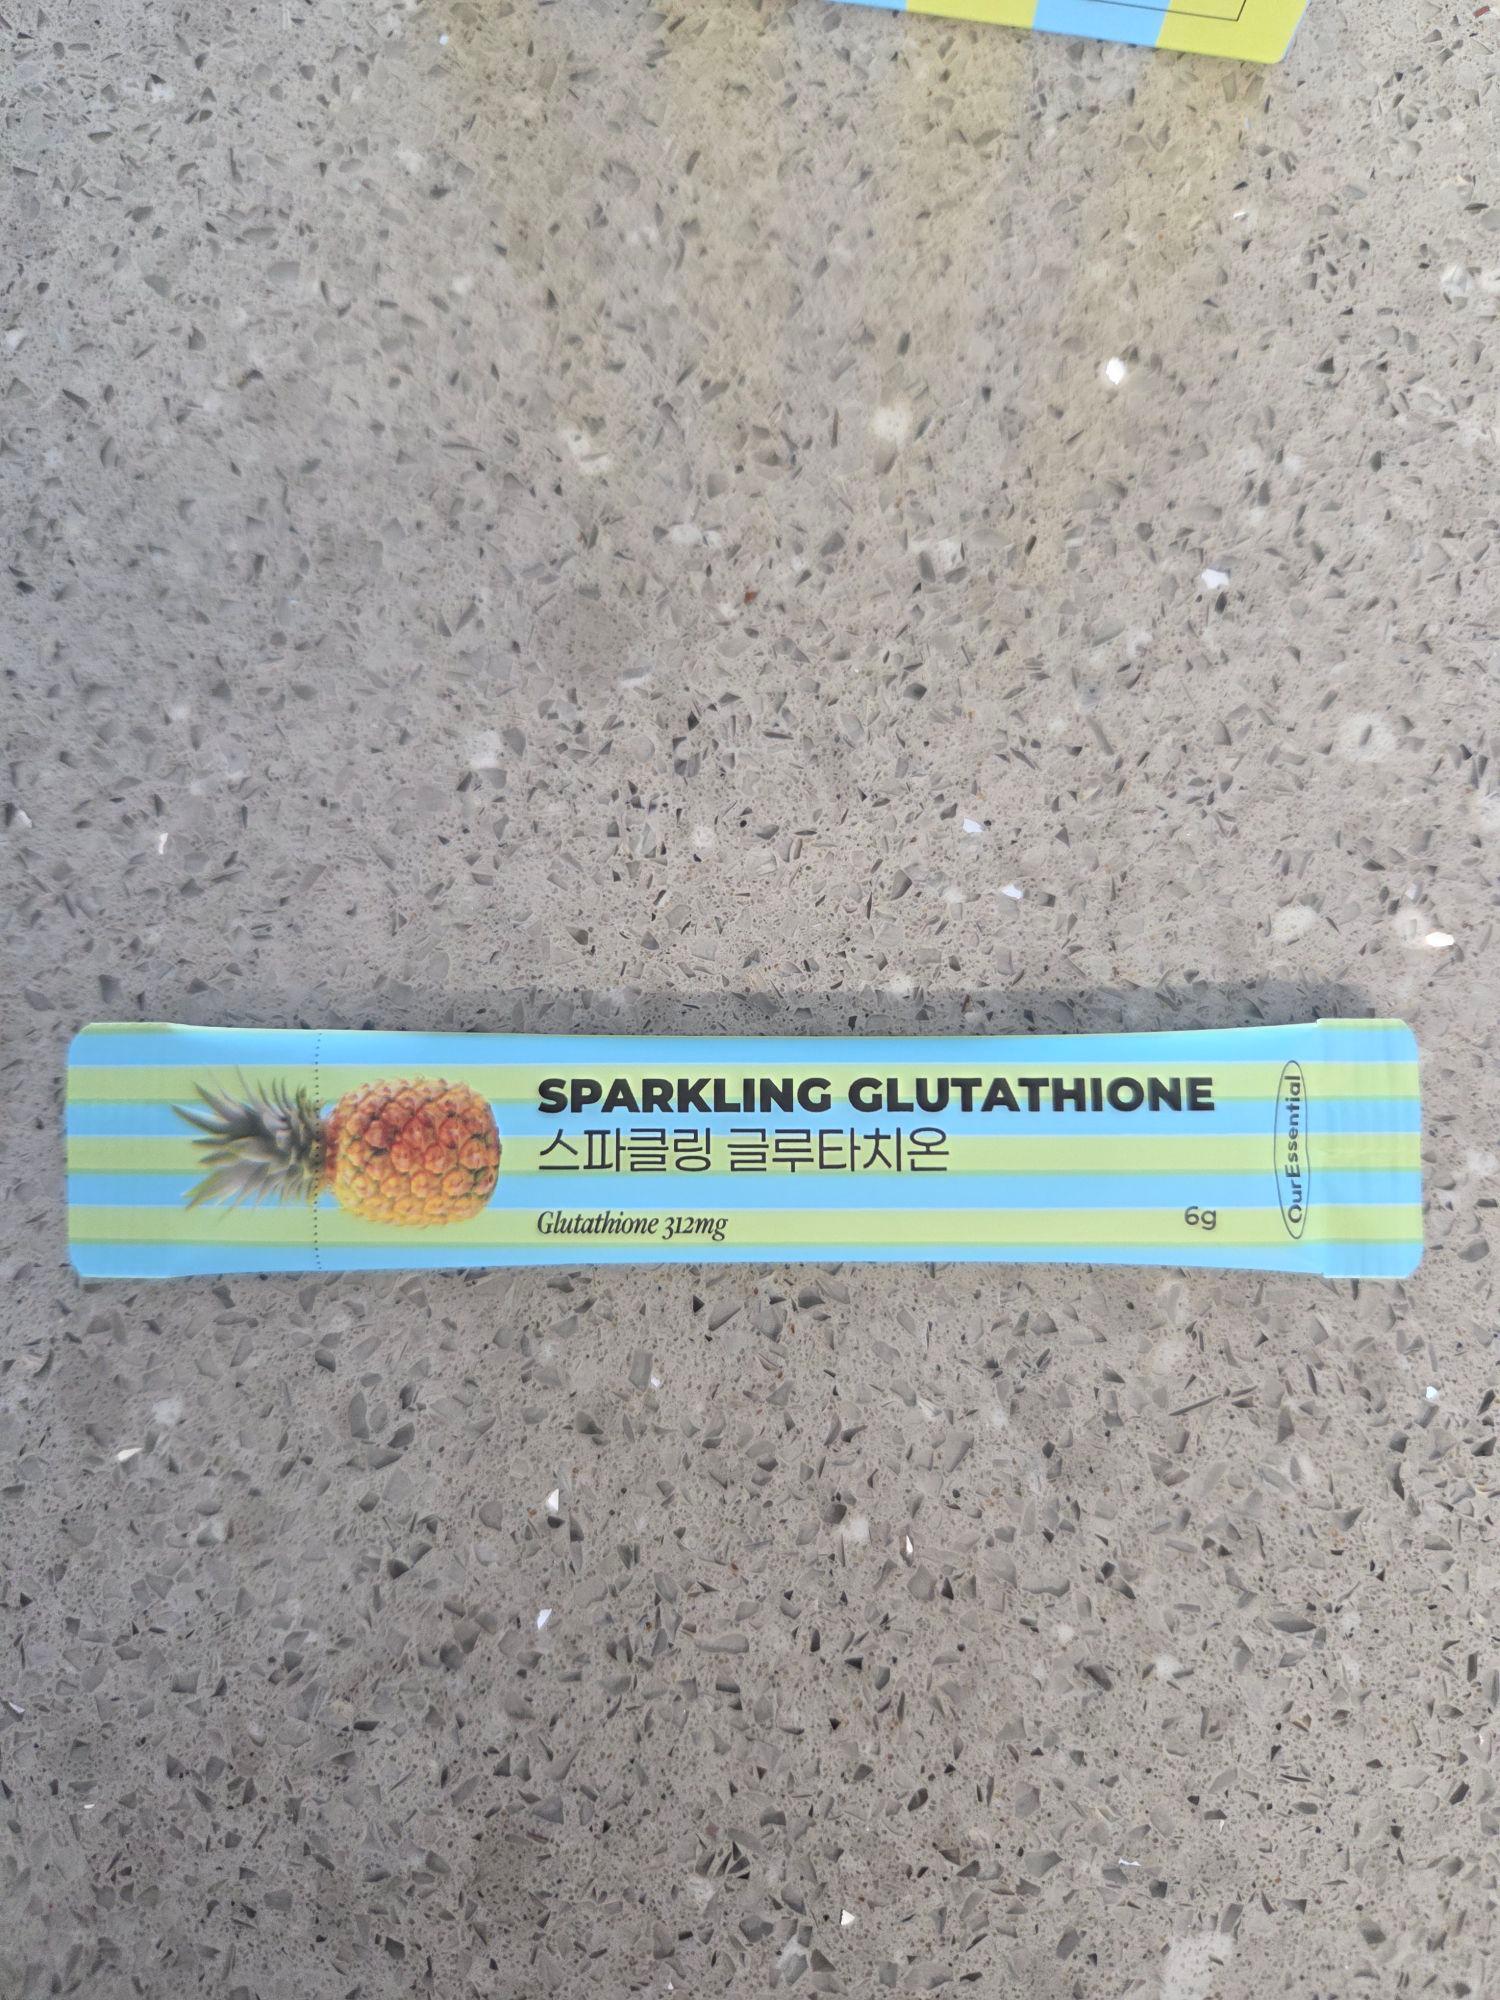 SPARKLING GLUTATHIONE
스파클링 글루타치온
Glutathione 312mg
6g
OurEssential